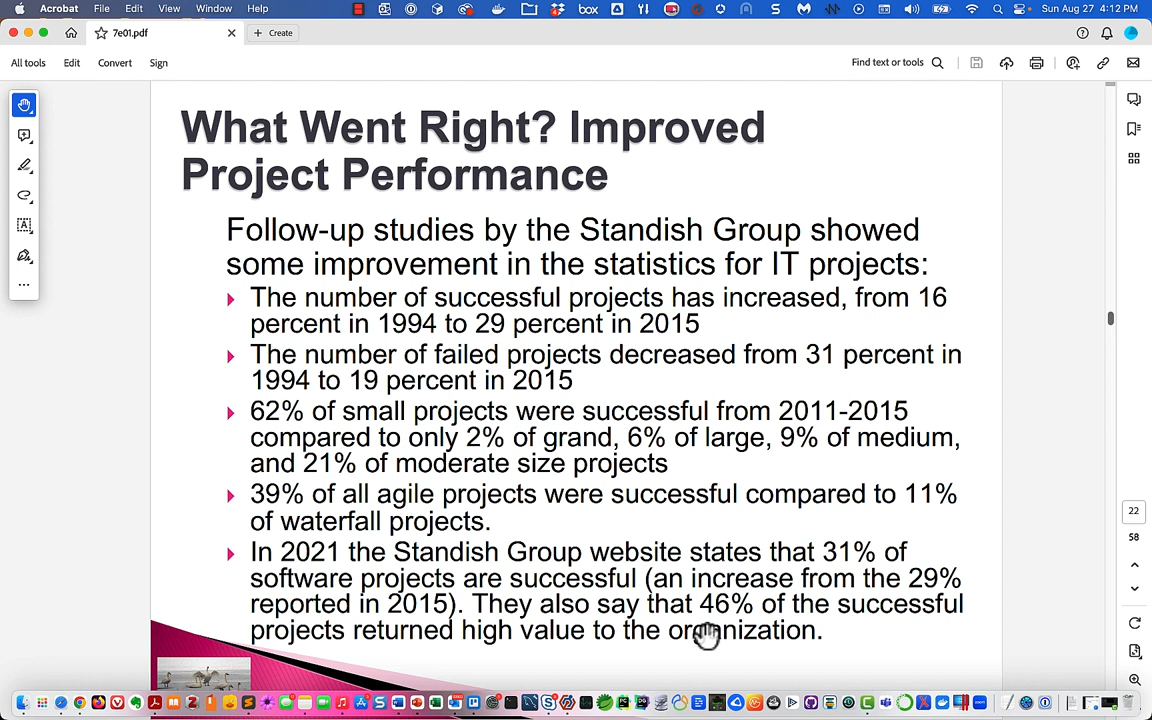 Acrobat File Edit View Window Help box Sun Aug 27 4:12 PM
7e01.pdf Create
All tools Edit Convert Sign Find text or tools
What Went Right? Improved
Project Performance
Follow-up studies by the Standish Group showed
some improvement in the statistics for IT projects:
The number of successful projects has increased, from 16
percent in 1994 to 29 percent in 2015
The number of failed projects decreased from 31 percent in
1994 to 19 percent in 2015
62% of small projects were successful from 2011-2015
compared to only 2% of grand, 6% of large, 9% of medium,
and 21% of moderate size projects
39% of all agile projects were successful compared to 11%
of waterfall projects.
22
58
In 2021 the Standish Group website states that 31% of
software projects are successful (an increase from the 29%
reported in 2015). They also say that 46% of the successful
projects returned high value to the organization.